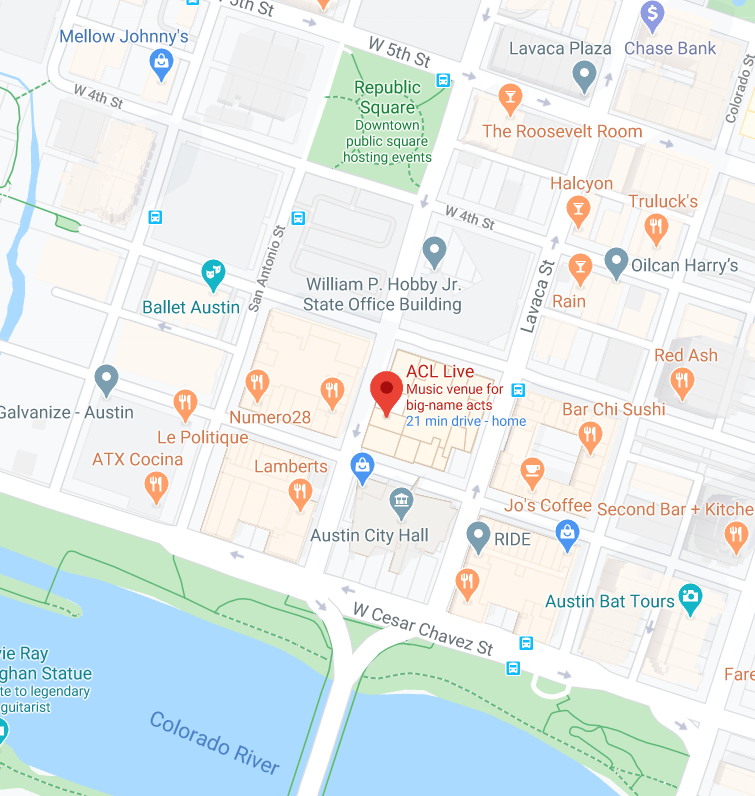 W 5th St
Mellow Johnny's
W 5th St
Lavaca Plaza
Chase Bank
Colorado St
W 4th St
Republic
Square
Downtown
public square
hosting events
The Roosevelt Room
Halcyon
Truluck's
W 4th St
San Antonio St
Oilcan Harry's
William P. Hobby Jr.
State Office Building
Ballet Austin
Rain
Lavaca St
Red Ash
ACL Live
Music venue for
big-name acts
21 min drive - home
Galvanize - Austin
Numero28
Bar Chi Sushi
Le Politique
ATX Cocina
Lamberts
Jo's Coffee
Second Bar + Kitche
Austin City Hall
RIDE
Austin Bat Tours
W Cesar Chavez St
vie Ray
ghan Statue
te to legendary
guitarist
Fare
Colorado River